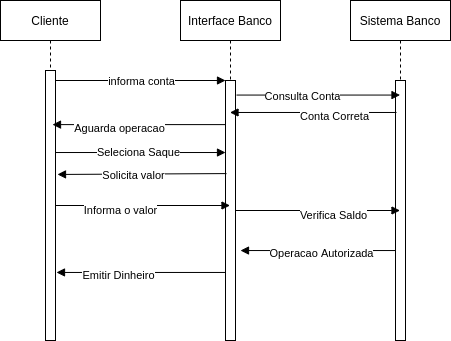 Cliente
Interface Banco
Sistema Banco
informa conta
Consulta Conta
Conta Correta
Aguarda operacao
Seleciona Saque
Solicita valor
Informa o valor
Verifica Saldo
Operacao Autorizada
Emitir Dinheiro